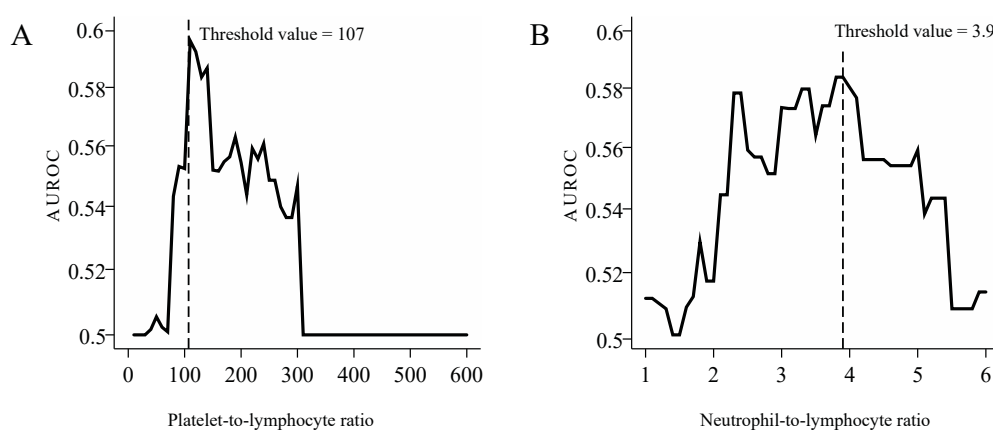 A
Threshold value = 107
0.6
0.58
0.56
0.54
0.52
0.5
AUROC
0 100 200 300 400 500 600
Platelet-to-lymphocyte ratio
B
Threshold value = 3.9
0.6
0.58
0.56
0.54
0.52
0.5
AUROC
1 2 3 4 5 6
Neutrophil-to-lymphocyte ratio